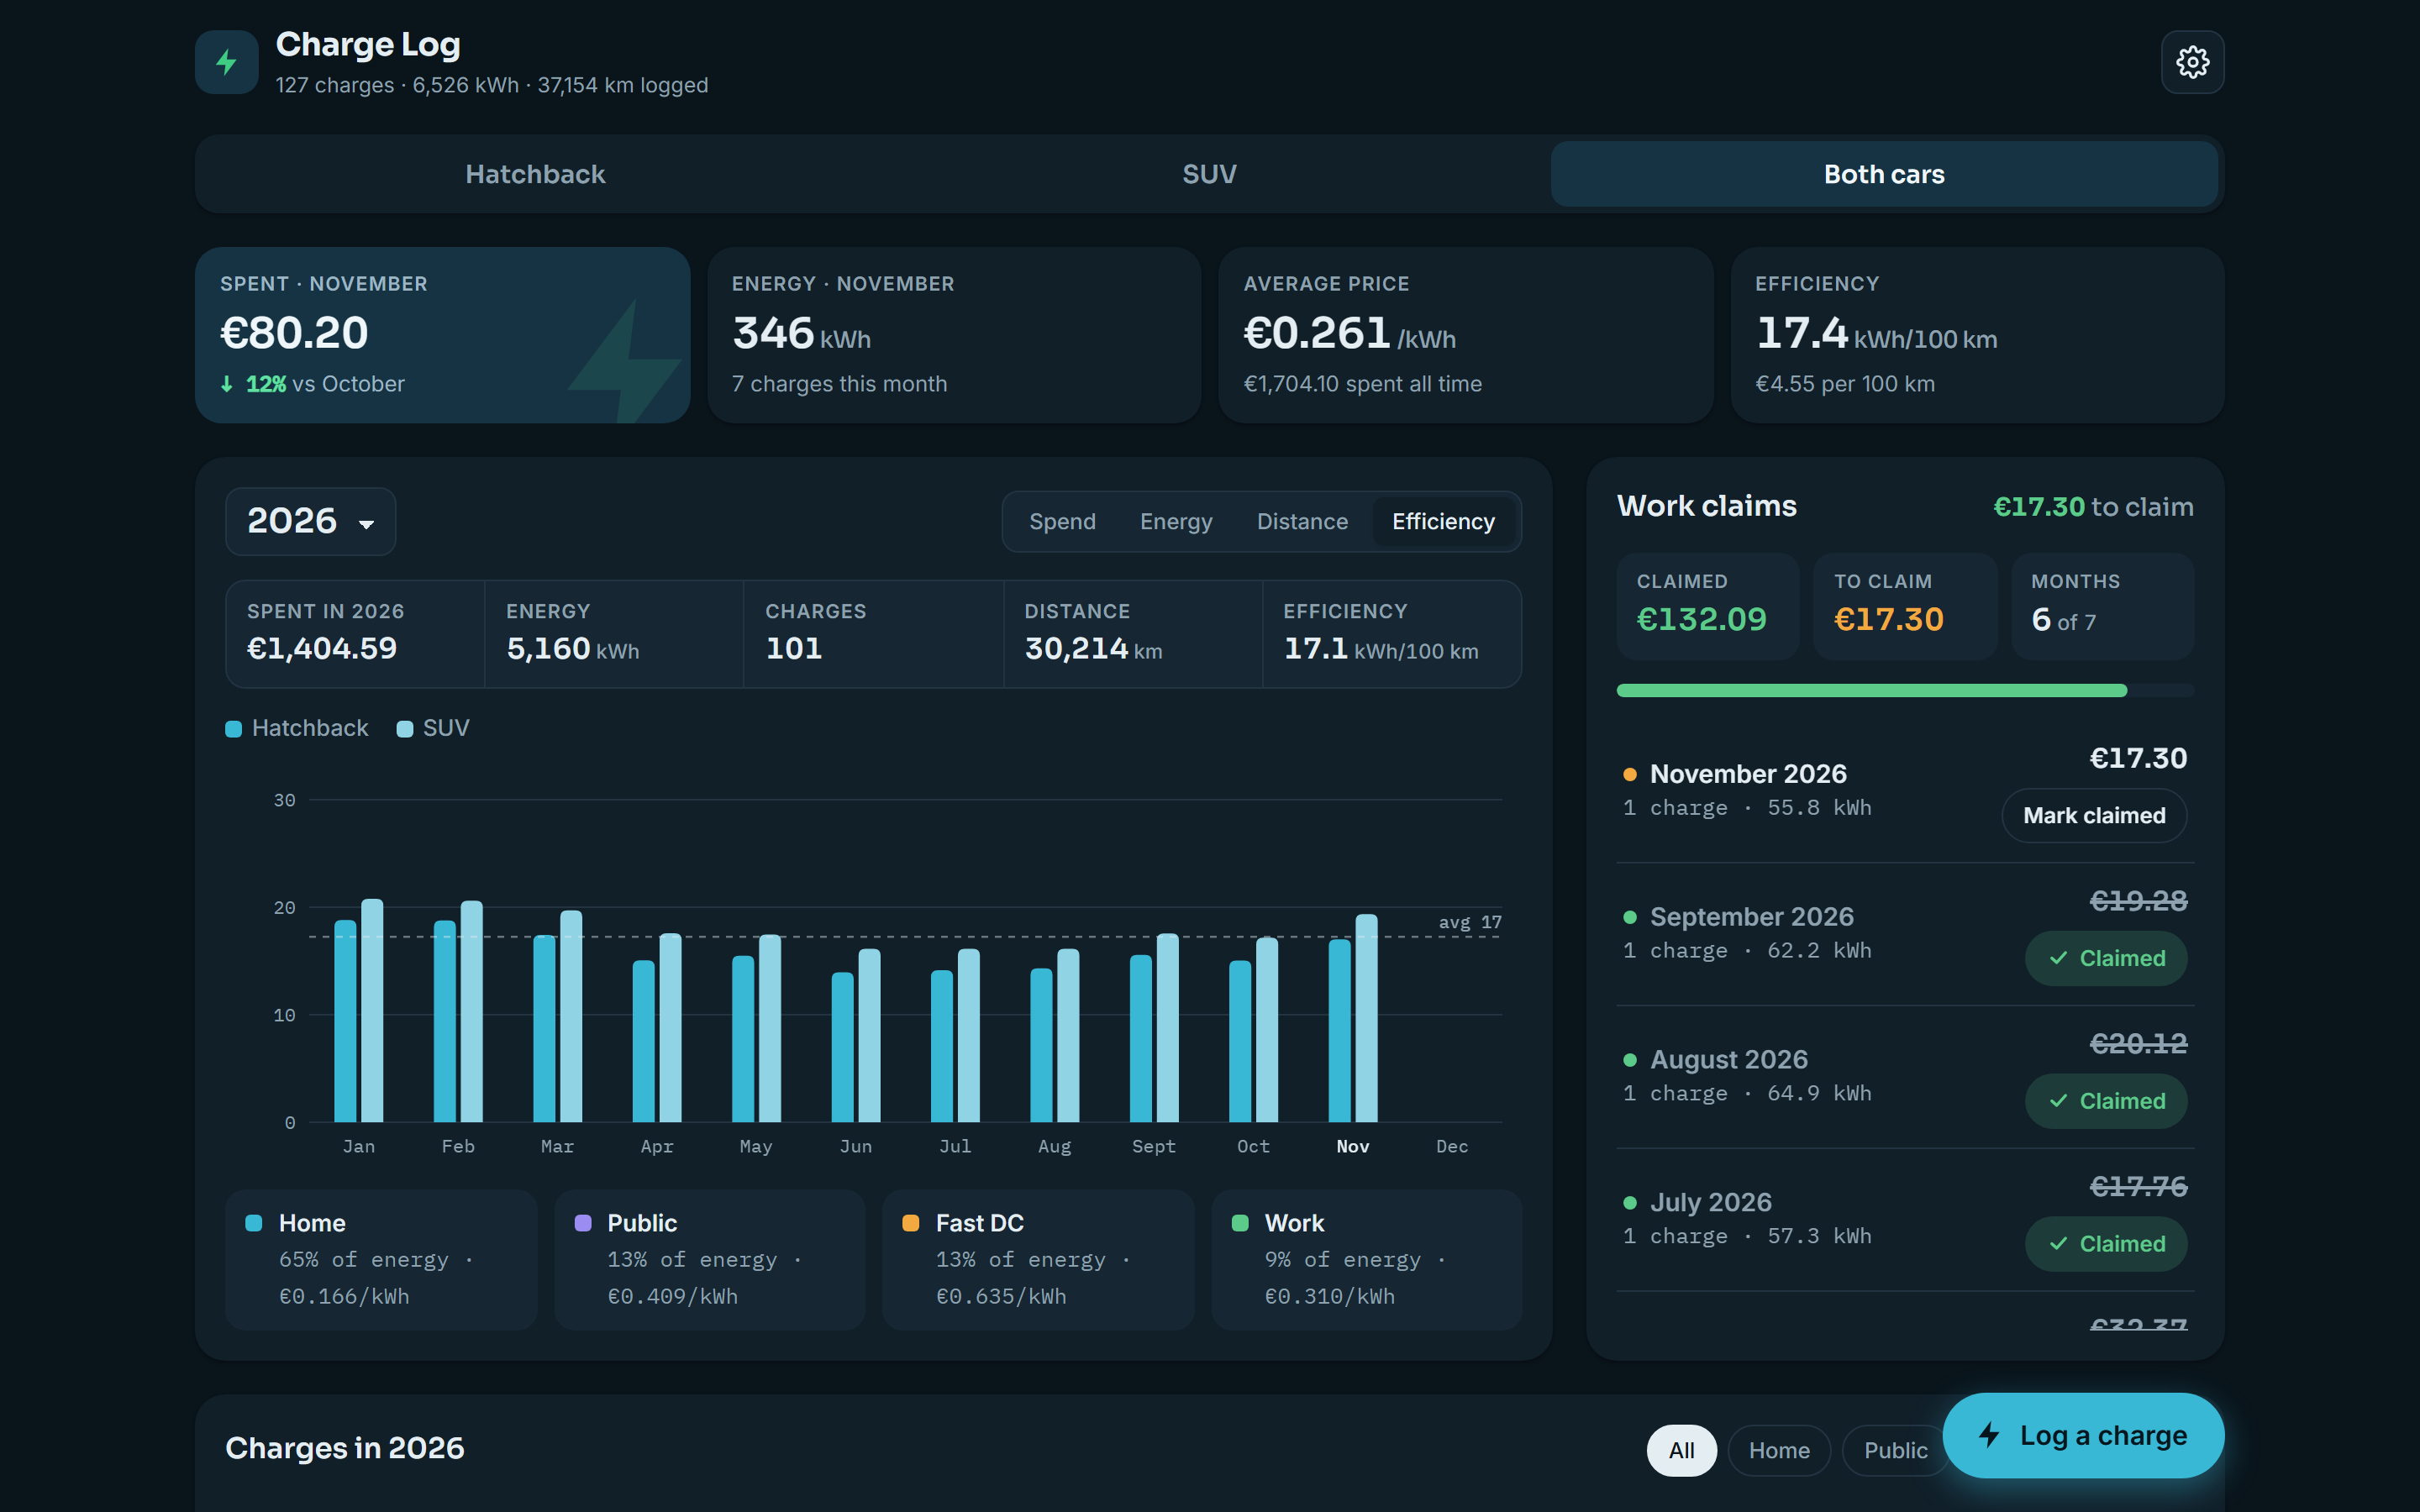 Charge Log
127 charges · 6,526 kWh · 37,154 km logged
Hatchback
SUV
Both cars
SPENT · NOVEMBER
€80.20
↓ 12% vs October
ENERGY · NOVEMBER
346 kWh
7 charges this month
AVERAGE PRICE
€0.261 /kWh
€1,704.10 spent all time
EFFICIENCY
17.4 kWh/100 km
€4.55 per 100 km
2026
Spend
Energy
Distance
Efficiency
SPENT IN 2026
€1,404.59
ENERGY
5,160 kWh
CHARGES
101
DISTANCE
30,214 km
EFFICIENCY
17.1 kWh/100 km
Hatchback
SUV
30
20
10
0
avg 17
Jan
Feb
Mar
Apr
May
Jun
Jul
Aug
Sept
Oct
Nov
Dec
Home
65% of energy ·
€0.166/kWh
Public
13% of energy ·
€0.409/kWh
Fast DC
13% of energy ·
€0.635/kWh
Work
9% of energy ·
€0.310/kWh
Work claims
€17.30 to claim
CLAIMED
€132.09
TO CLAIM
€17.30
MONTHS
6 of 7
November 2026
1 charge · 55.8 kWh
€17.30
Mark claimed
September 2026
1 charge · 62.2 kWh
€19.28
Claimed
August 2026
1 charge · 64.9 kWh
€20.12
Claimed
July 2026
1 charge · 57.3 kWh
€17.76
Claimed
Charges in 2026
All
Home
Public
Log a charge